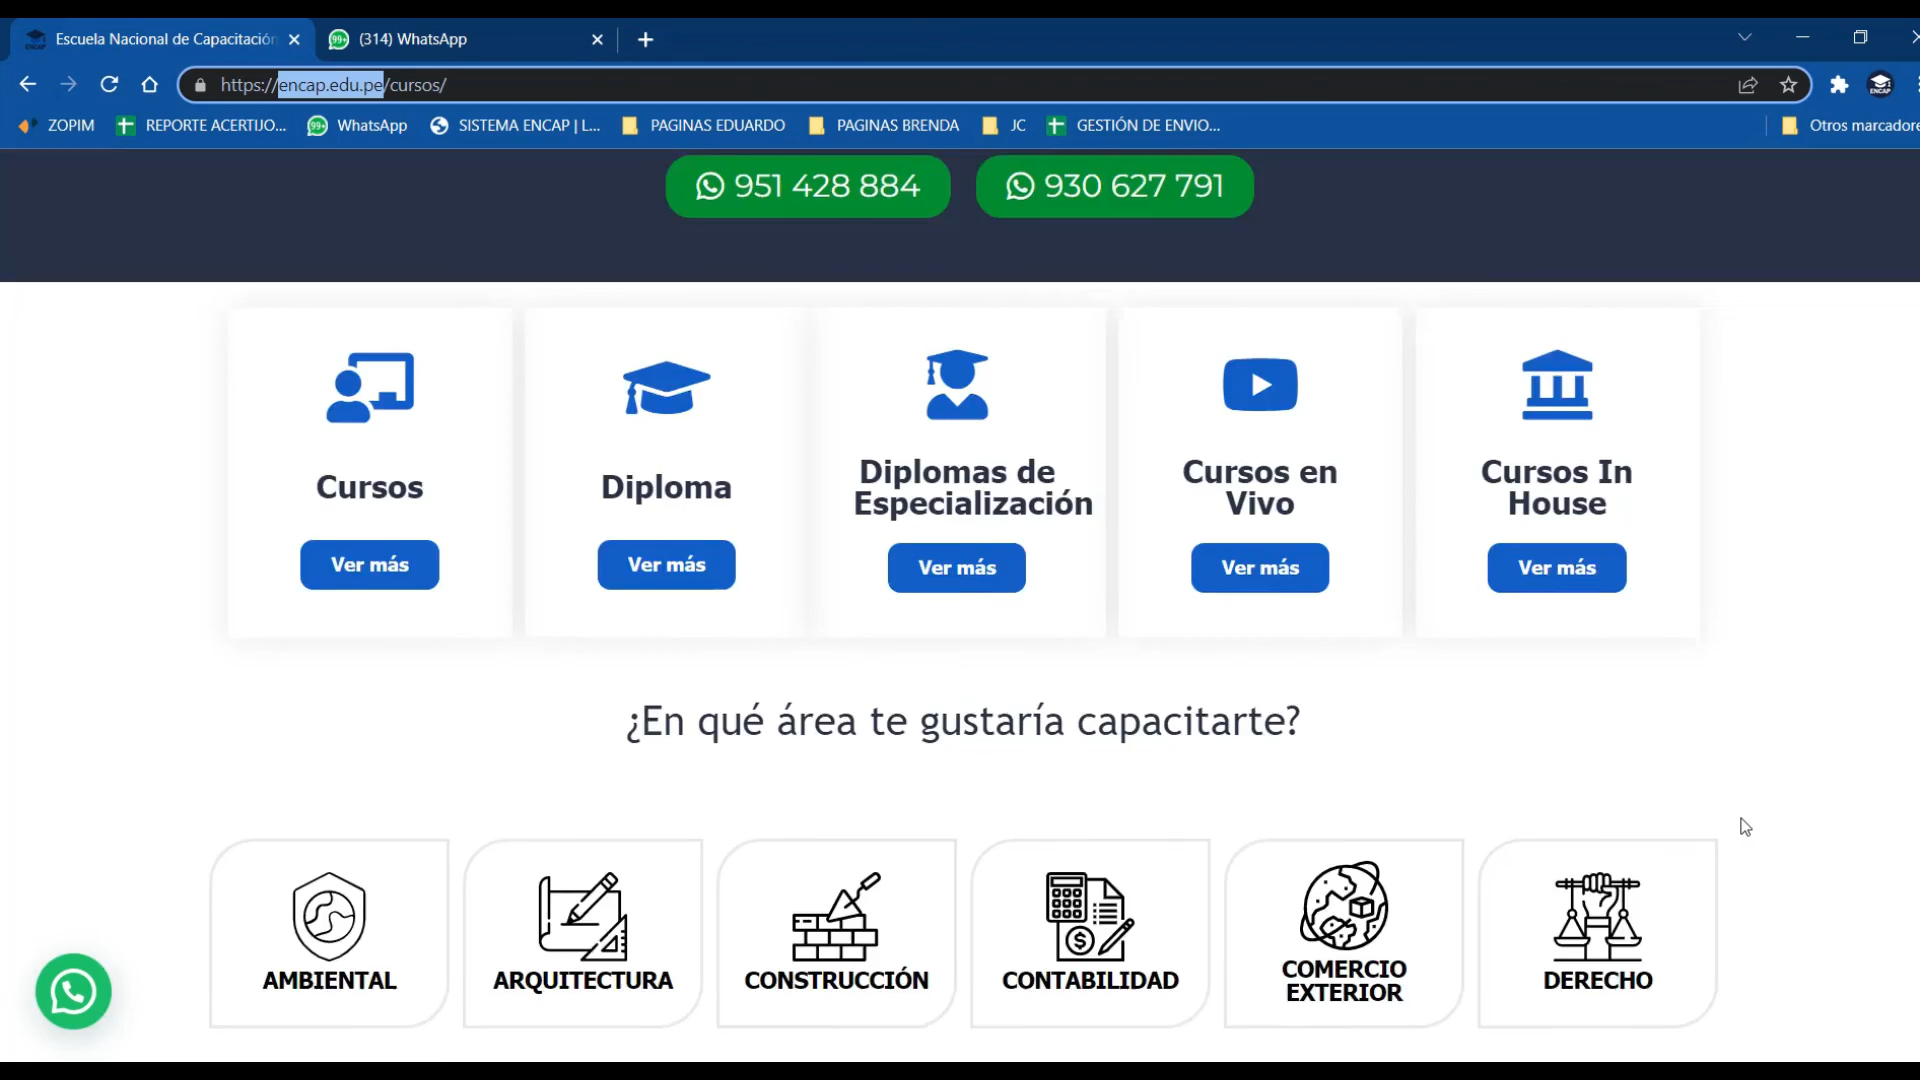 Escuela Nacional de Capacitación
(314) WhatsApp
https://encap.edu.pe/cursos/
ENCAP
ZOPIM
REPORTE ACERTIJO...
99+
WhatsApp
SISTEMA ENCAP | L...
PAGINAS EDUARDO
PAGINAS BRENDA
JC
GESTIÓN DE ENVIO...
Otros marcadore
951 428 884
930 627 791
Cursos
Diploma
Diplomas de
Especialización
Cursos en
Vivo
Cursos In
House
Ver más
Ver más
Ver más
Ver más
Ver más
¿En qué área te gustaría capacitarte?
AMBIENTAL
ARQUITECTURA
CONSTRUCCIÓN
CONTABILIDAD
COMERCIO
EXTERIOR
DERECHO